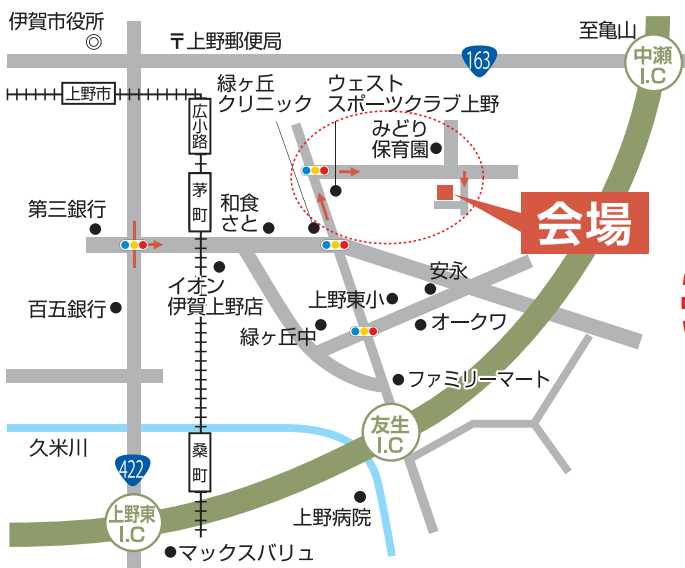 伊賀市役所
〒上野郵便局
至亀山
163
中瀬
I.C
上野市
緑ヶ丘
クリニック
ウェスト
スポーツクラブ上野
広小路
みどり
保育園
茅町
和食
さと
第三銀行
会場
イオン
伊賀上野店
安永
上野東小
百五銀行
緑ヶ丘中
オークワ
ファミリーマート
友生
I.C
久米川
桑町
422
上野病院
上野東
I.C
マックスバリュ